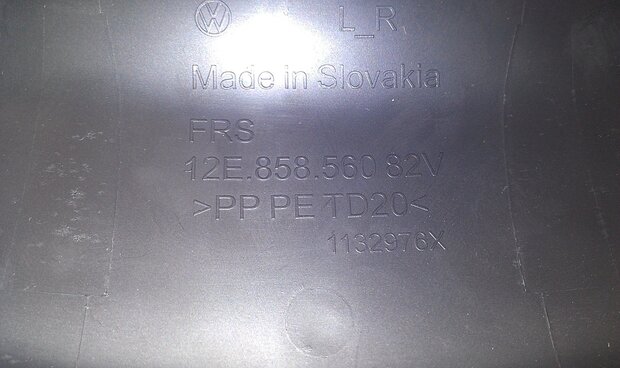 L_R
Made in Slovakia
FRS
12E.858.560 82V
>PP PE TD20<
1132976X